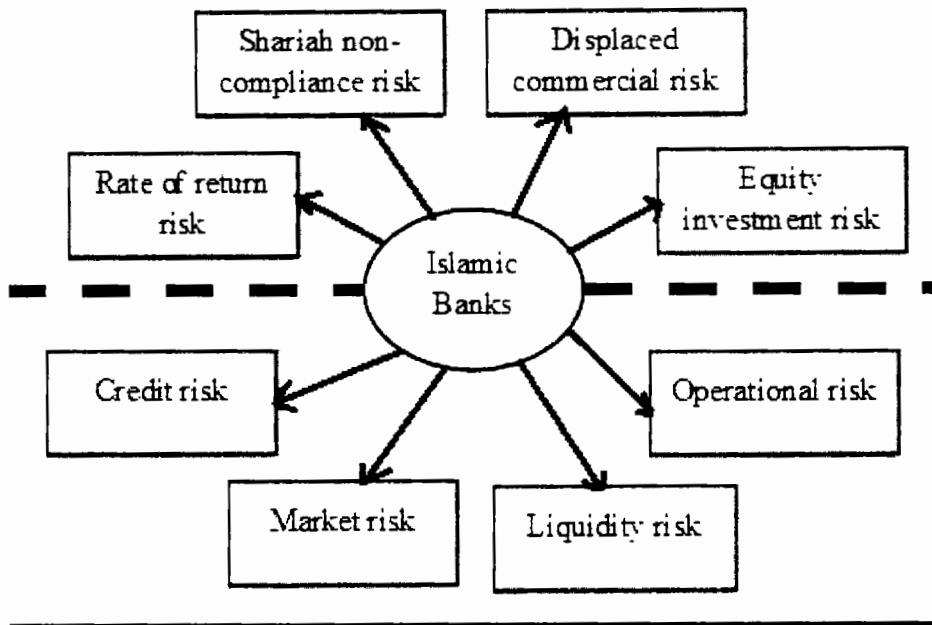 Shariah non-
compliance risk
Displaced
commercial risk
Rate of return
risk
Equity
investment risk
Islamic
Banks
Credit risk
Operational risk
Market risk
Liquidity risk